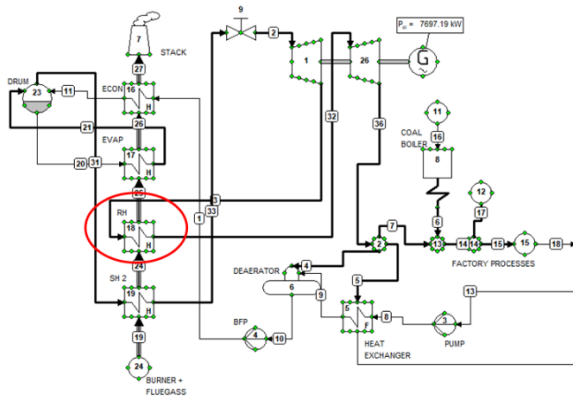 9
P el = 7697.19 kW
2
7
STACK
27
DRUM
ECON
16
H
23
11
1
26
G
~
21
26
32
36
11
EVAP
17
H
COAL
BOILER
16
20
31
8
25
3
33
12
RH
18
H
1
7
6
17
2
13
14
14
15
15
18
24
4
FACTORY PROCESSES
SH 2
DEAERATOR
5
19
H
6
9
13
5
F
8
3
19
BFP
4
10
HEAT
EXCHANGER
PUMP
24
BURNER +
FLUEGASS